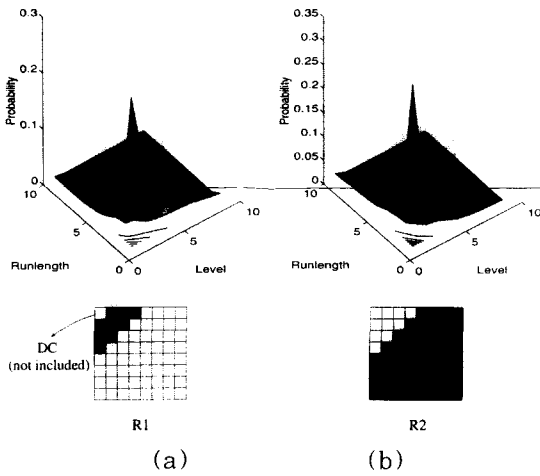 0.3
0.2
0.1
0
Probability
10
5
0
Runlength
0
5
10
Level
0.35
0.3
0.25
0.2
0.15
0.1
0.05
0
Probability
10
5
0
Runlength
0
5
10
Level
DC
(not included)
R1
R2
(a)
(b)